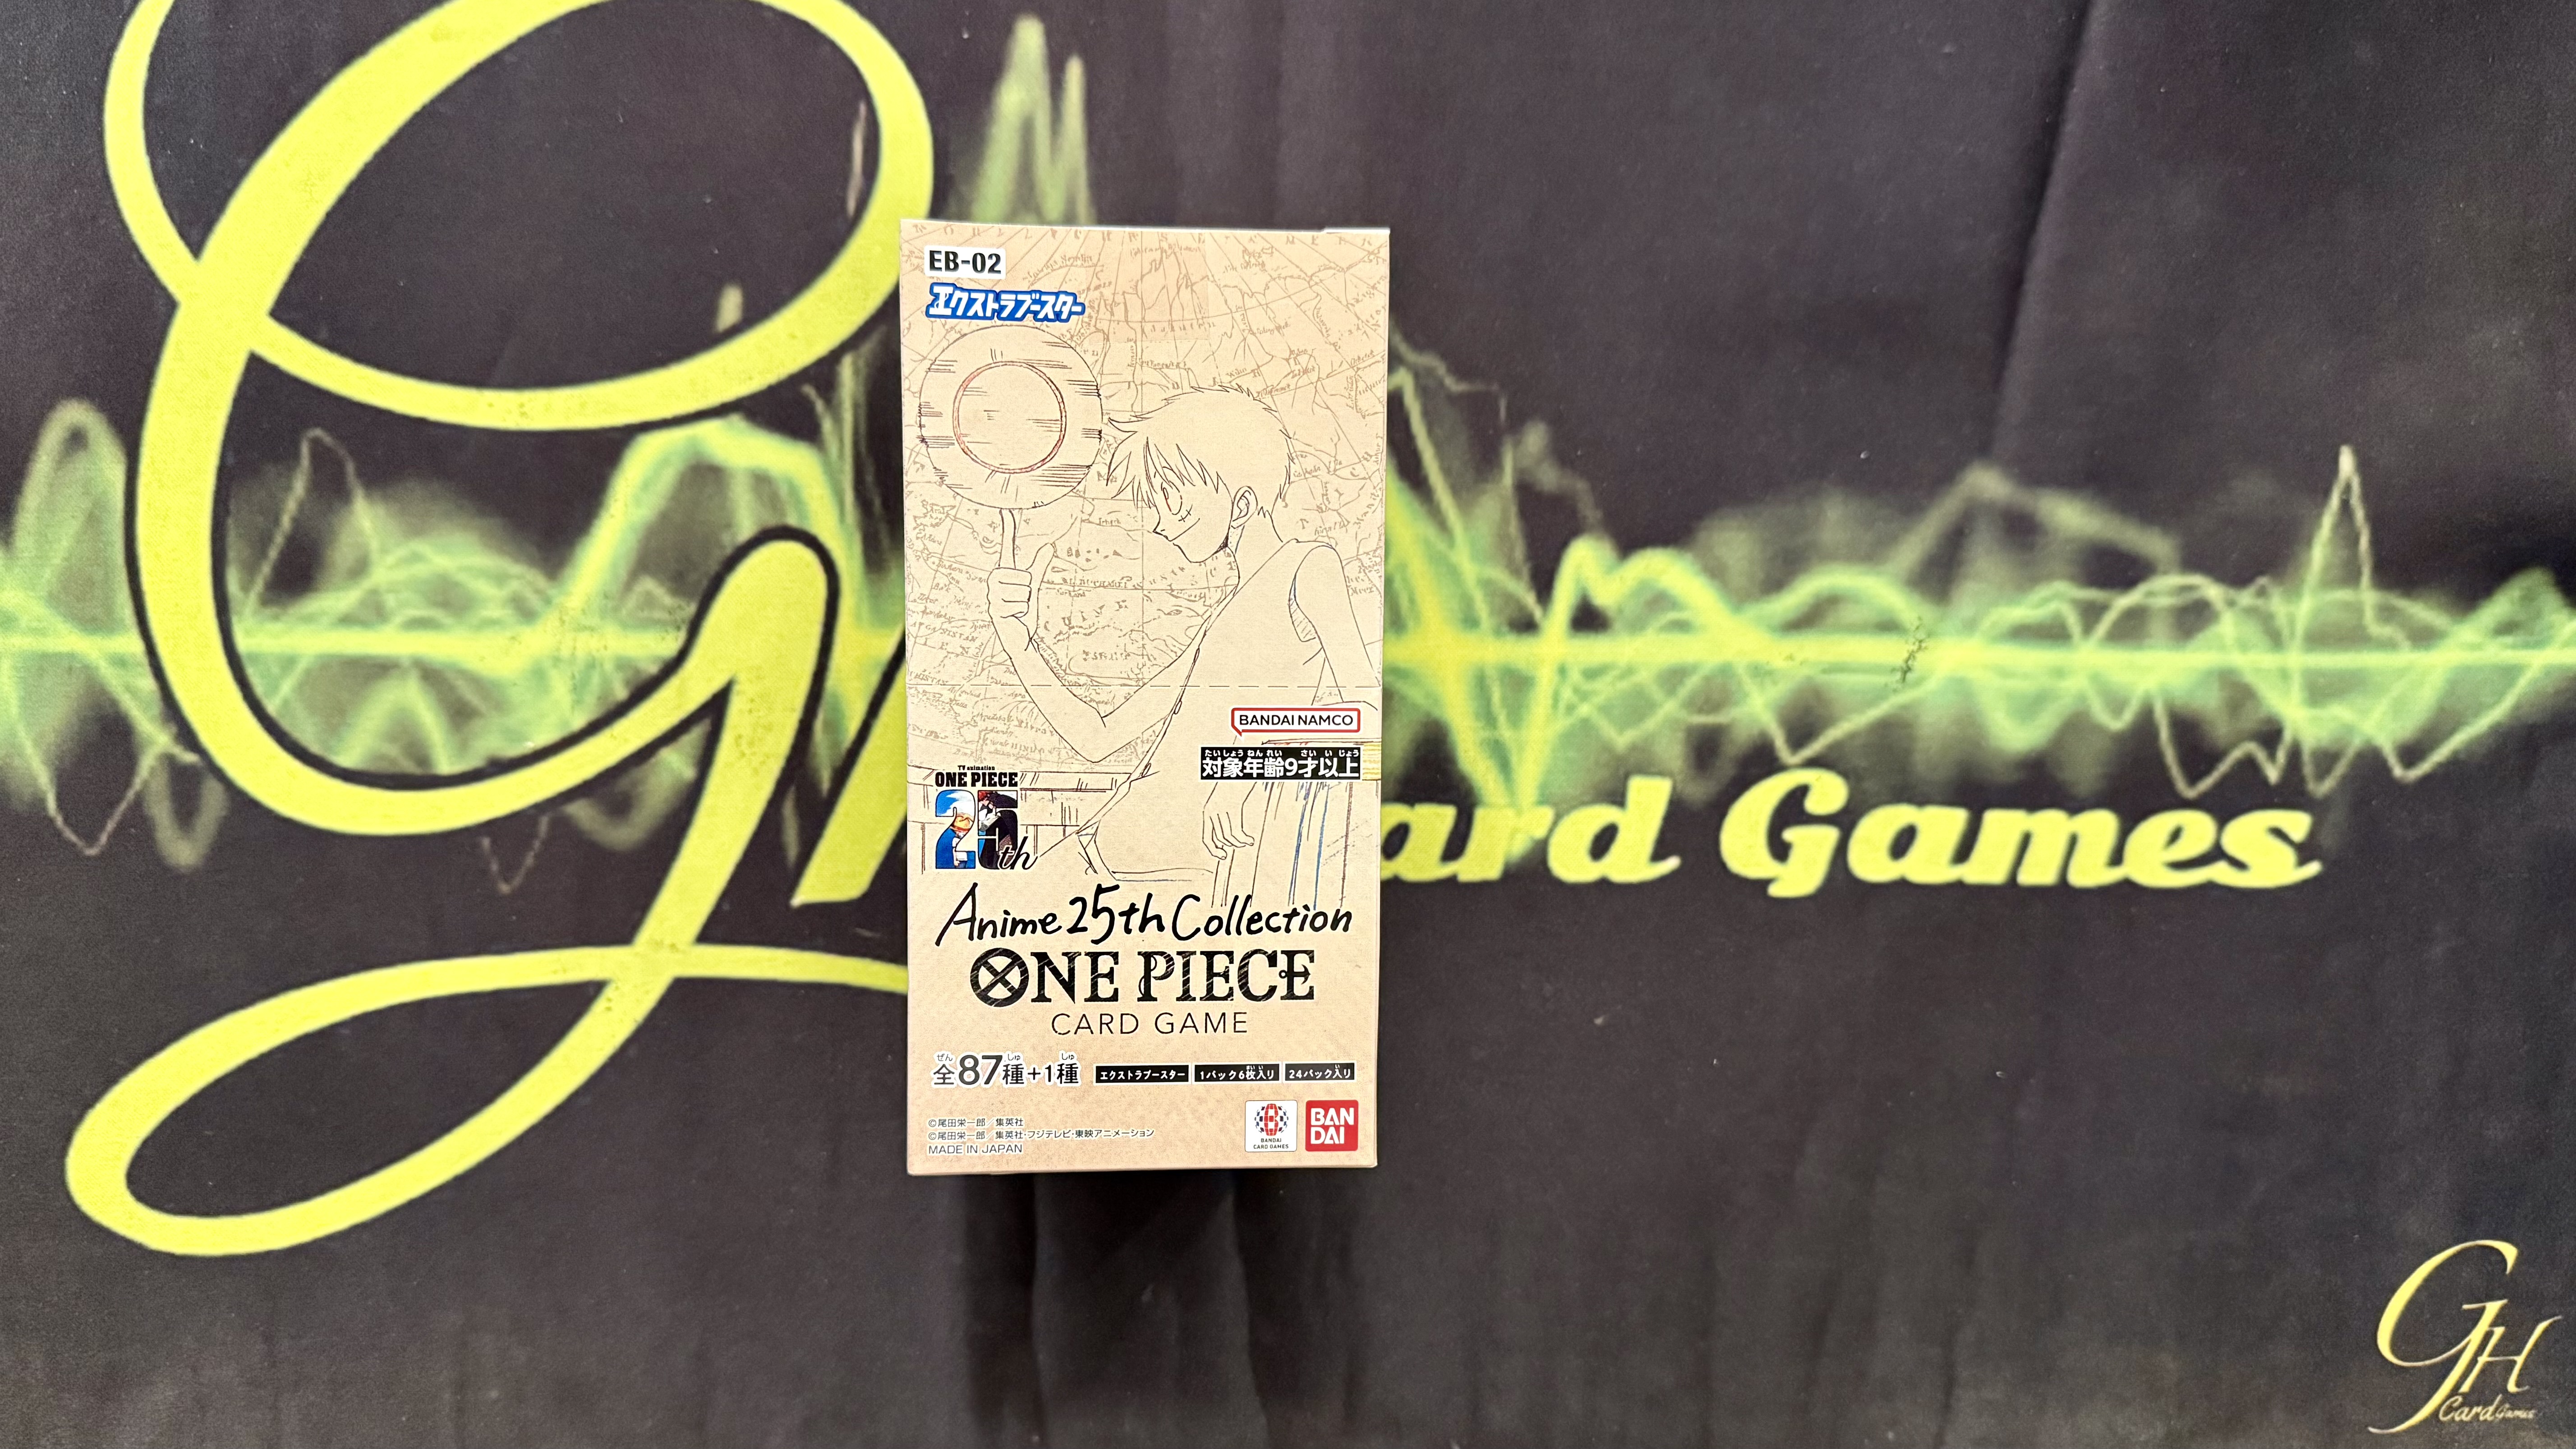 EB-02
エクストラブースター
BANDAI NAMCO
たいしょうねんれい さいいじょう
対象年齢9才以上
TV animation
ONE PIECE
25th
Anime 25th Collection
ONE PIECE
CARD GAME
ぜん しゅ しゅ
全87種+1種
エクストラブースター 1パック6枚入り 24パック入り
©尾田栄一郎/集英社
©尾田栄一郎/集英社・フジテレビ・東映アニメーション
MADE IN JAPAN
BANDAI
CARD GAMES
BAN
DAI
ard Games
GH
Card Games